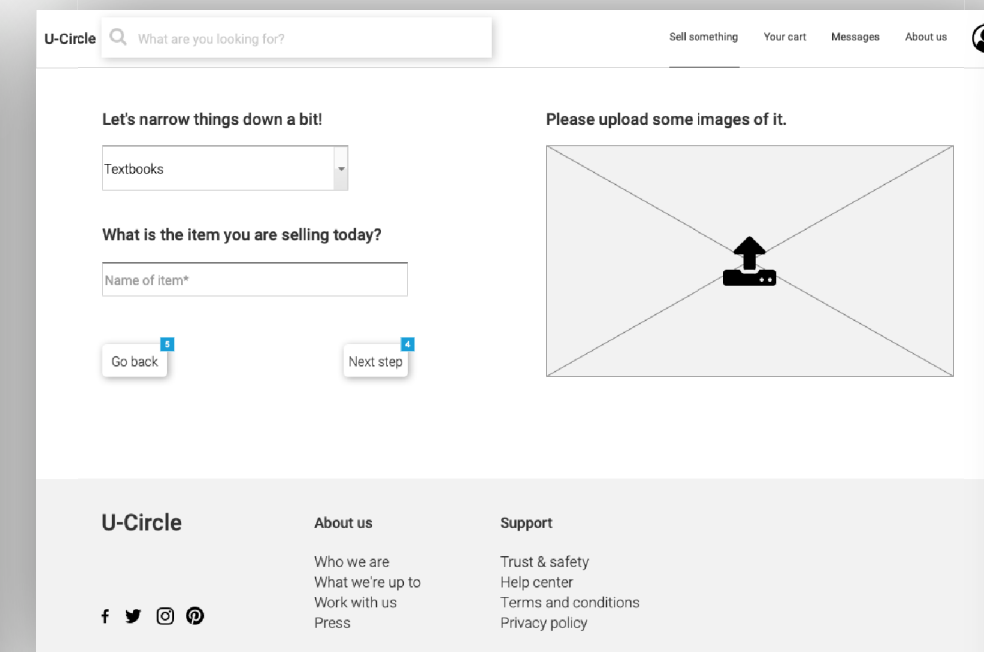 U-Circle
What are you looking for?
Sell something
Your cart
Messages
About us
Let's narrow things down a bit!
Textbooks
What is the item you are selling today?
Name of item*
Go back
5
Next step
4
Please upload some images of it.
U-Circle
About us
Who we are
What we're up to
Work with us
Press
Support
Trust & safety
Help center
Terms and conditions
Privacy policy